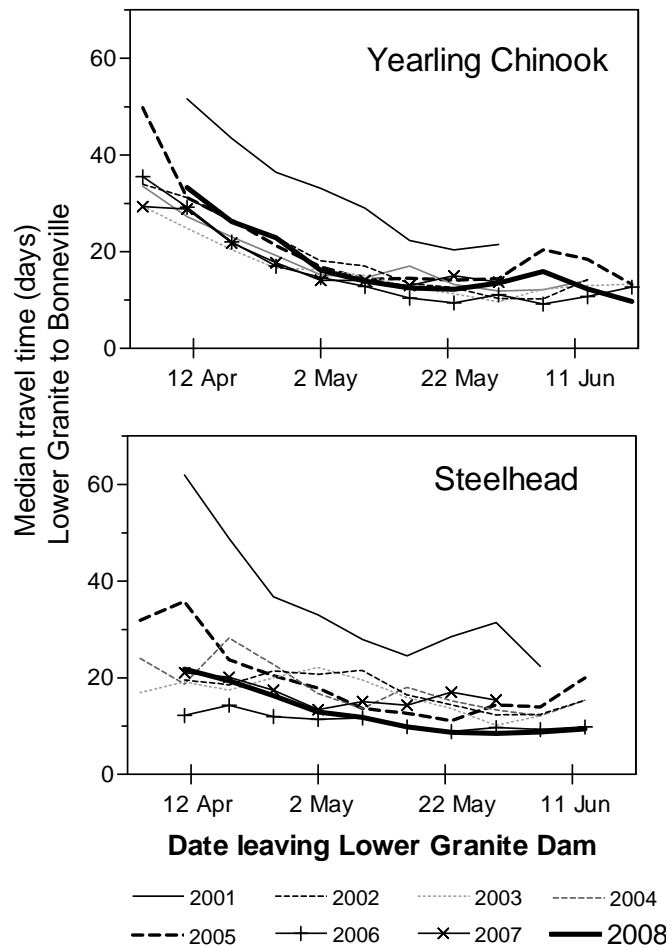 Median travel time (days)
Lower Granite to Bonneville
Yearling Chinook
60
40
20
0
12 Apr 2 May 22 May 11 Jun
Steelhead
60
40
20
0
12 Apr 2 May 22 May 11 Jun
Date leaving Lower Granite Dam
2001 2002 2003 2004
2005 2006 2007 2008